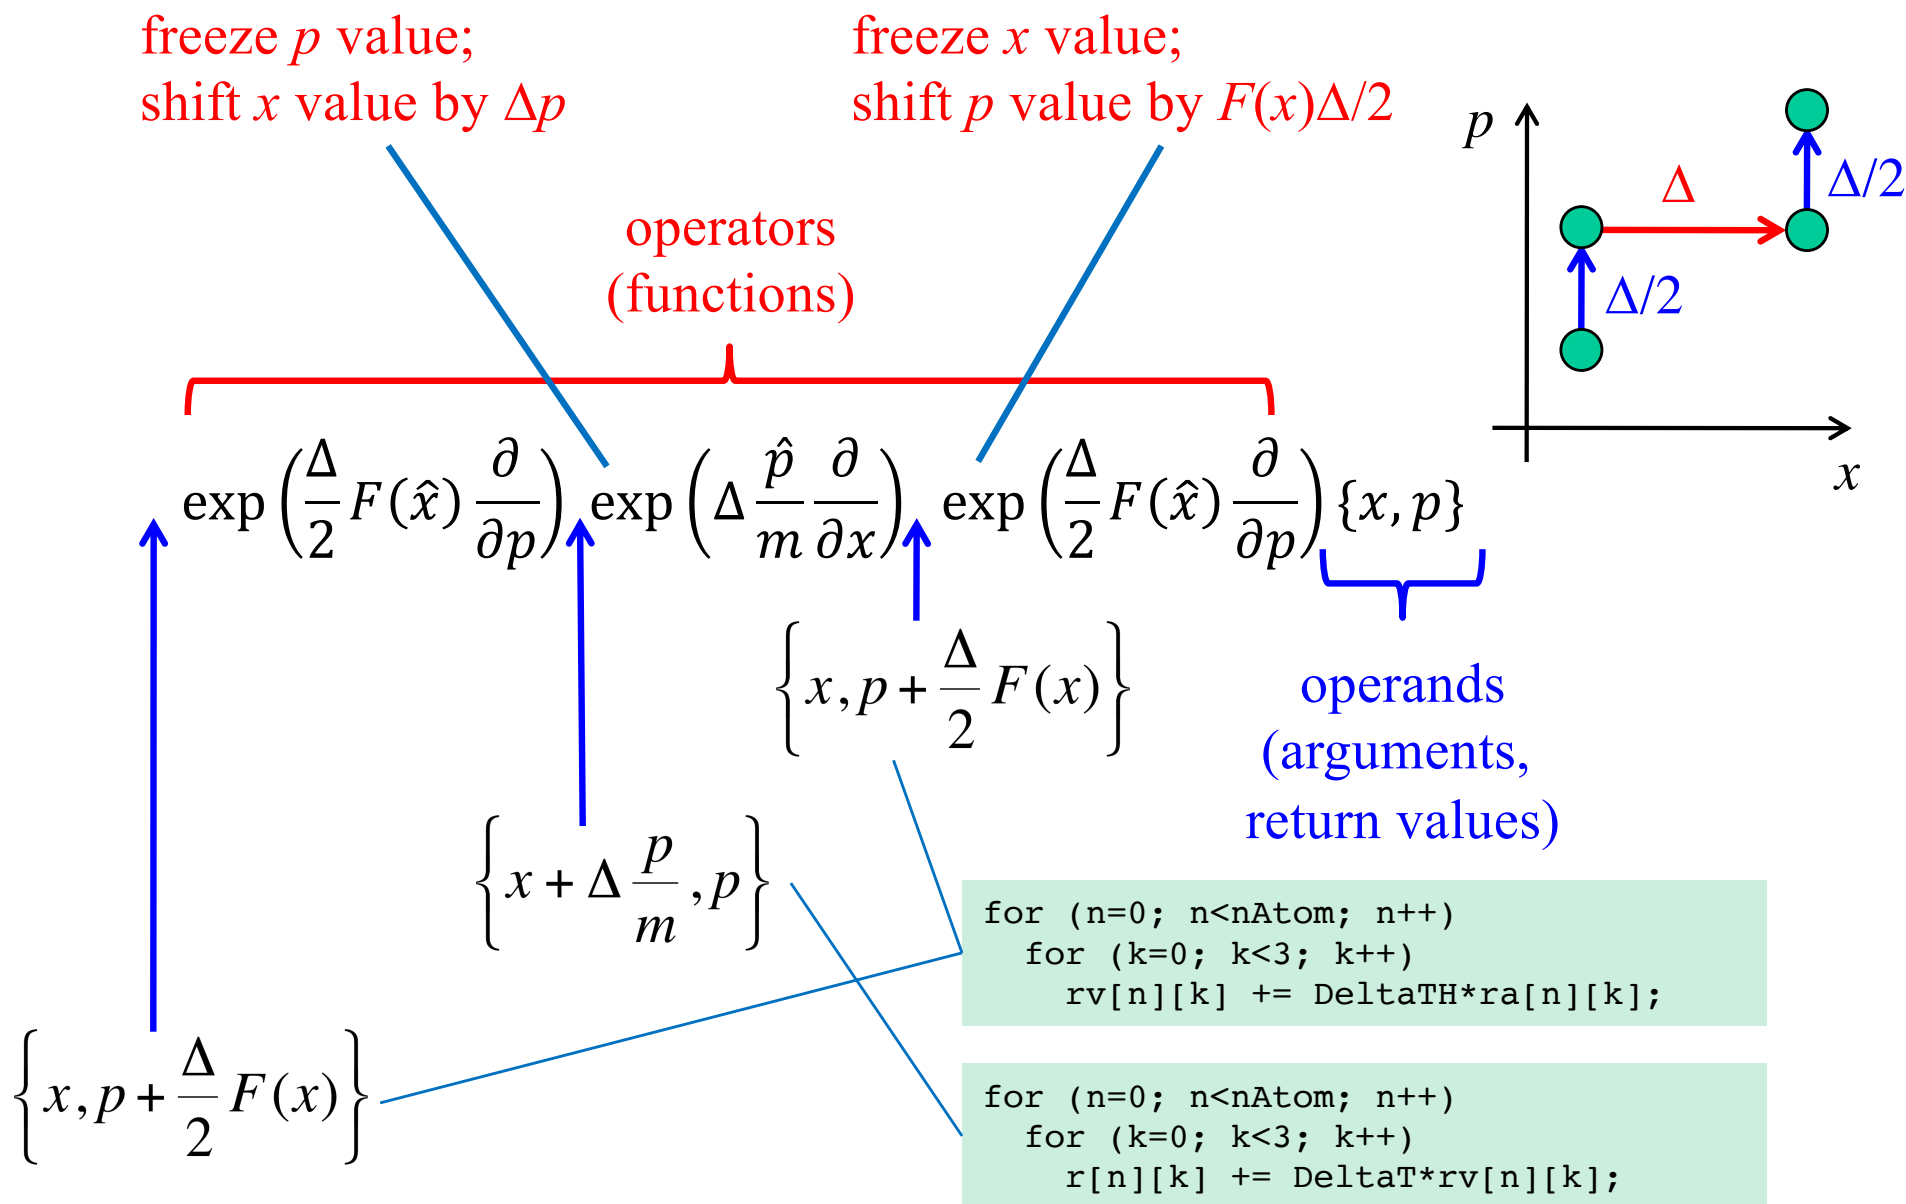 freeze p value;
shift x value by Δp
freeze x value;
shift p value by F(x)Δ/2
p
Δ
Δ/2
Δ/2
x
operators
(functions)
exp(Δ/2 F(x̂) ∂/∂p) exp(Δ p̂/m ∂/∂x) exp(Δ/2 F(x̂) ∂/∂p){x, p}
{x, p + Δ/2 F(x)}
operands
(arguments,
return values)
{x + Δ p/m , p}
{x, p + Δ/2 F(x)}
for (n=0; n<nAtom; n++)
  for (k=0; k<3; k++)
    rv[n][k] += DeltaTH*ra[n][k];
for (n=0; n<nAtom; n++)
  for (k=0; k<3; k++)
    r[n][k] += DeltaT*rv[n][k];